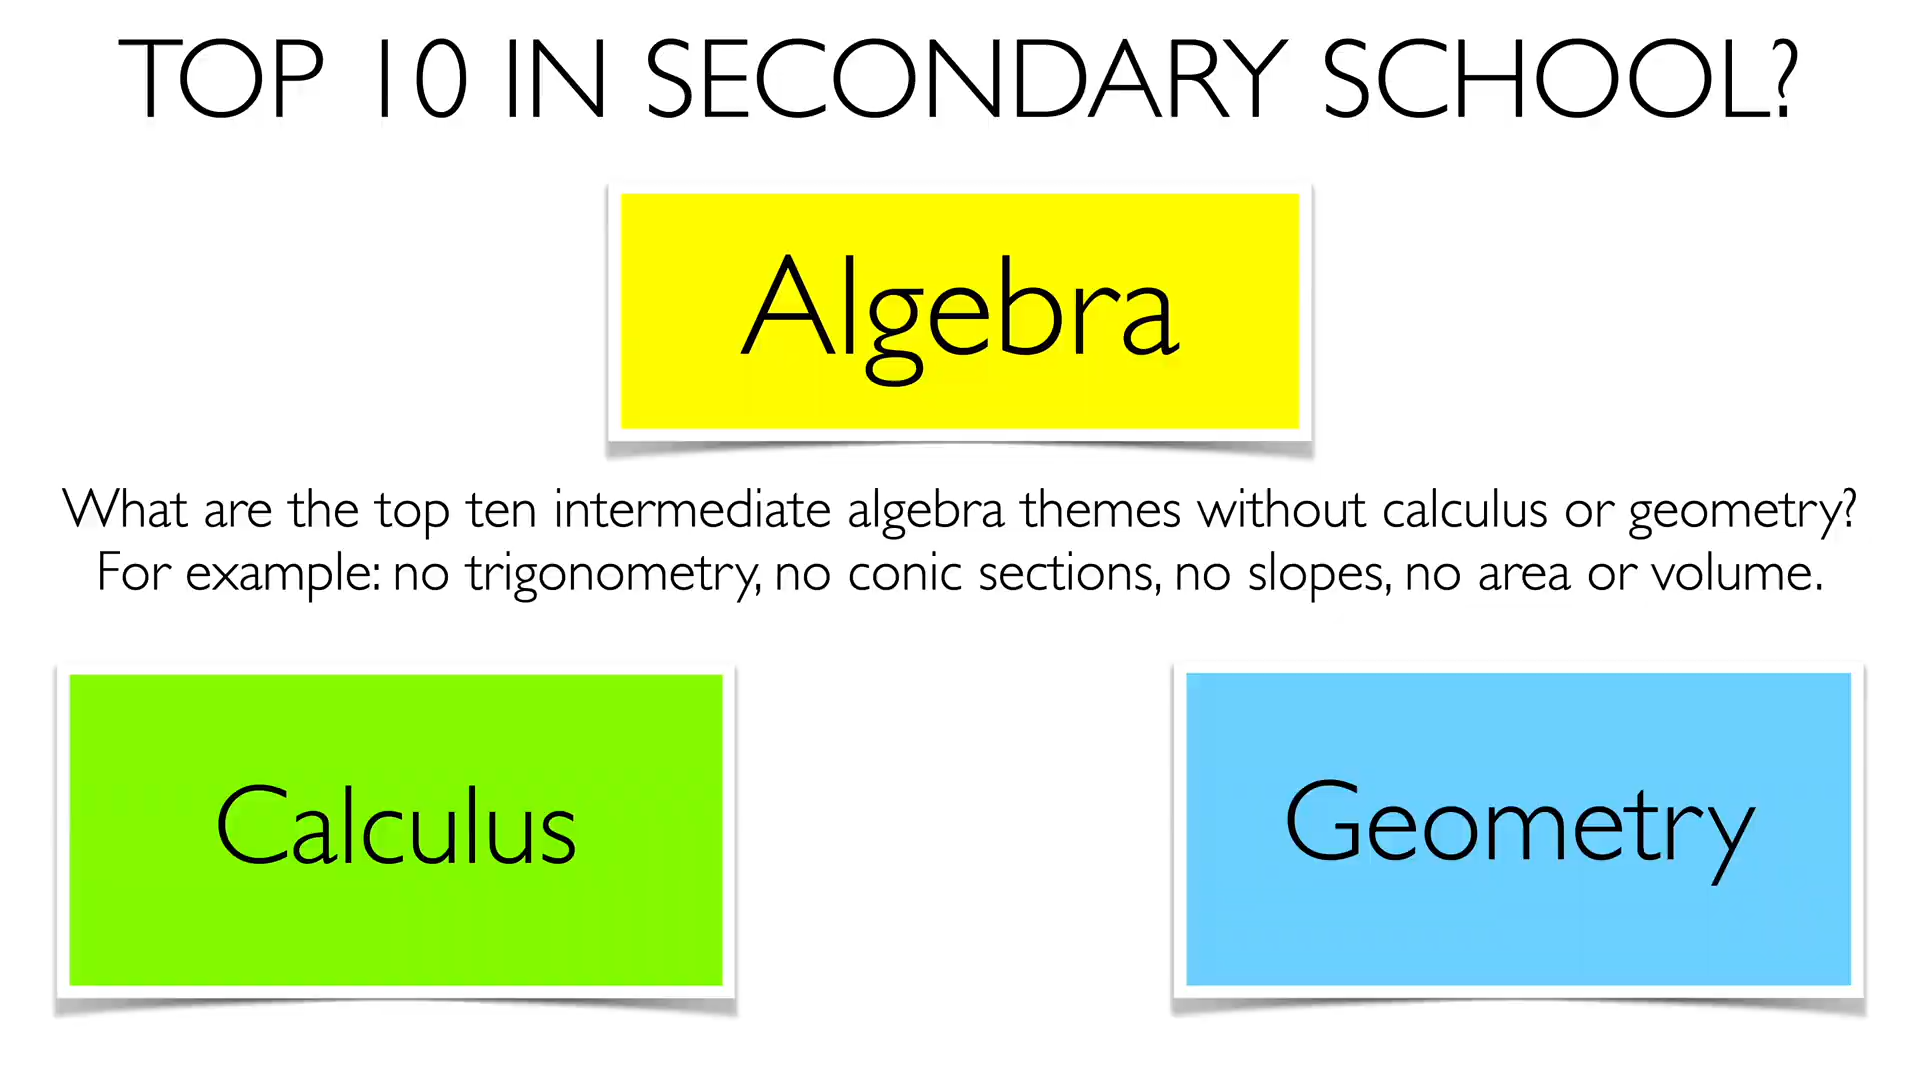 TOP 10 IN SECONDARY SCHOOL?
Algebra
What are the top ten intermediate algebra themes without calculus or geometry?
For example: no trigonometry, no conic sections, no slopes, no area or volume.
Calculus
Geometry